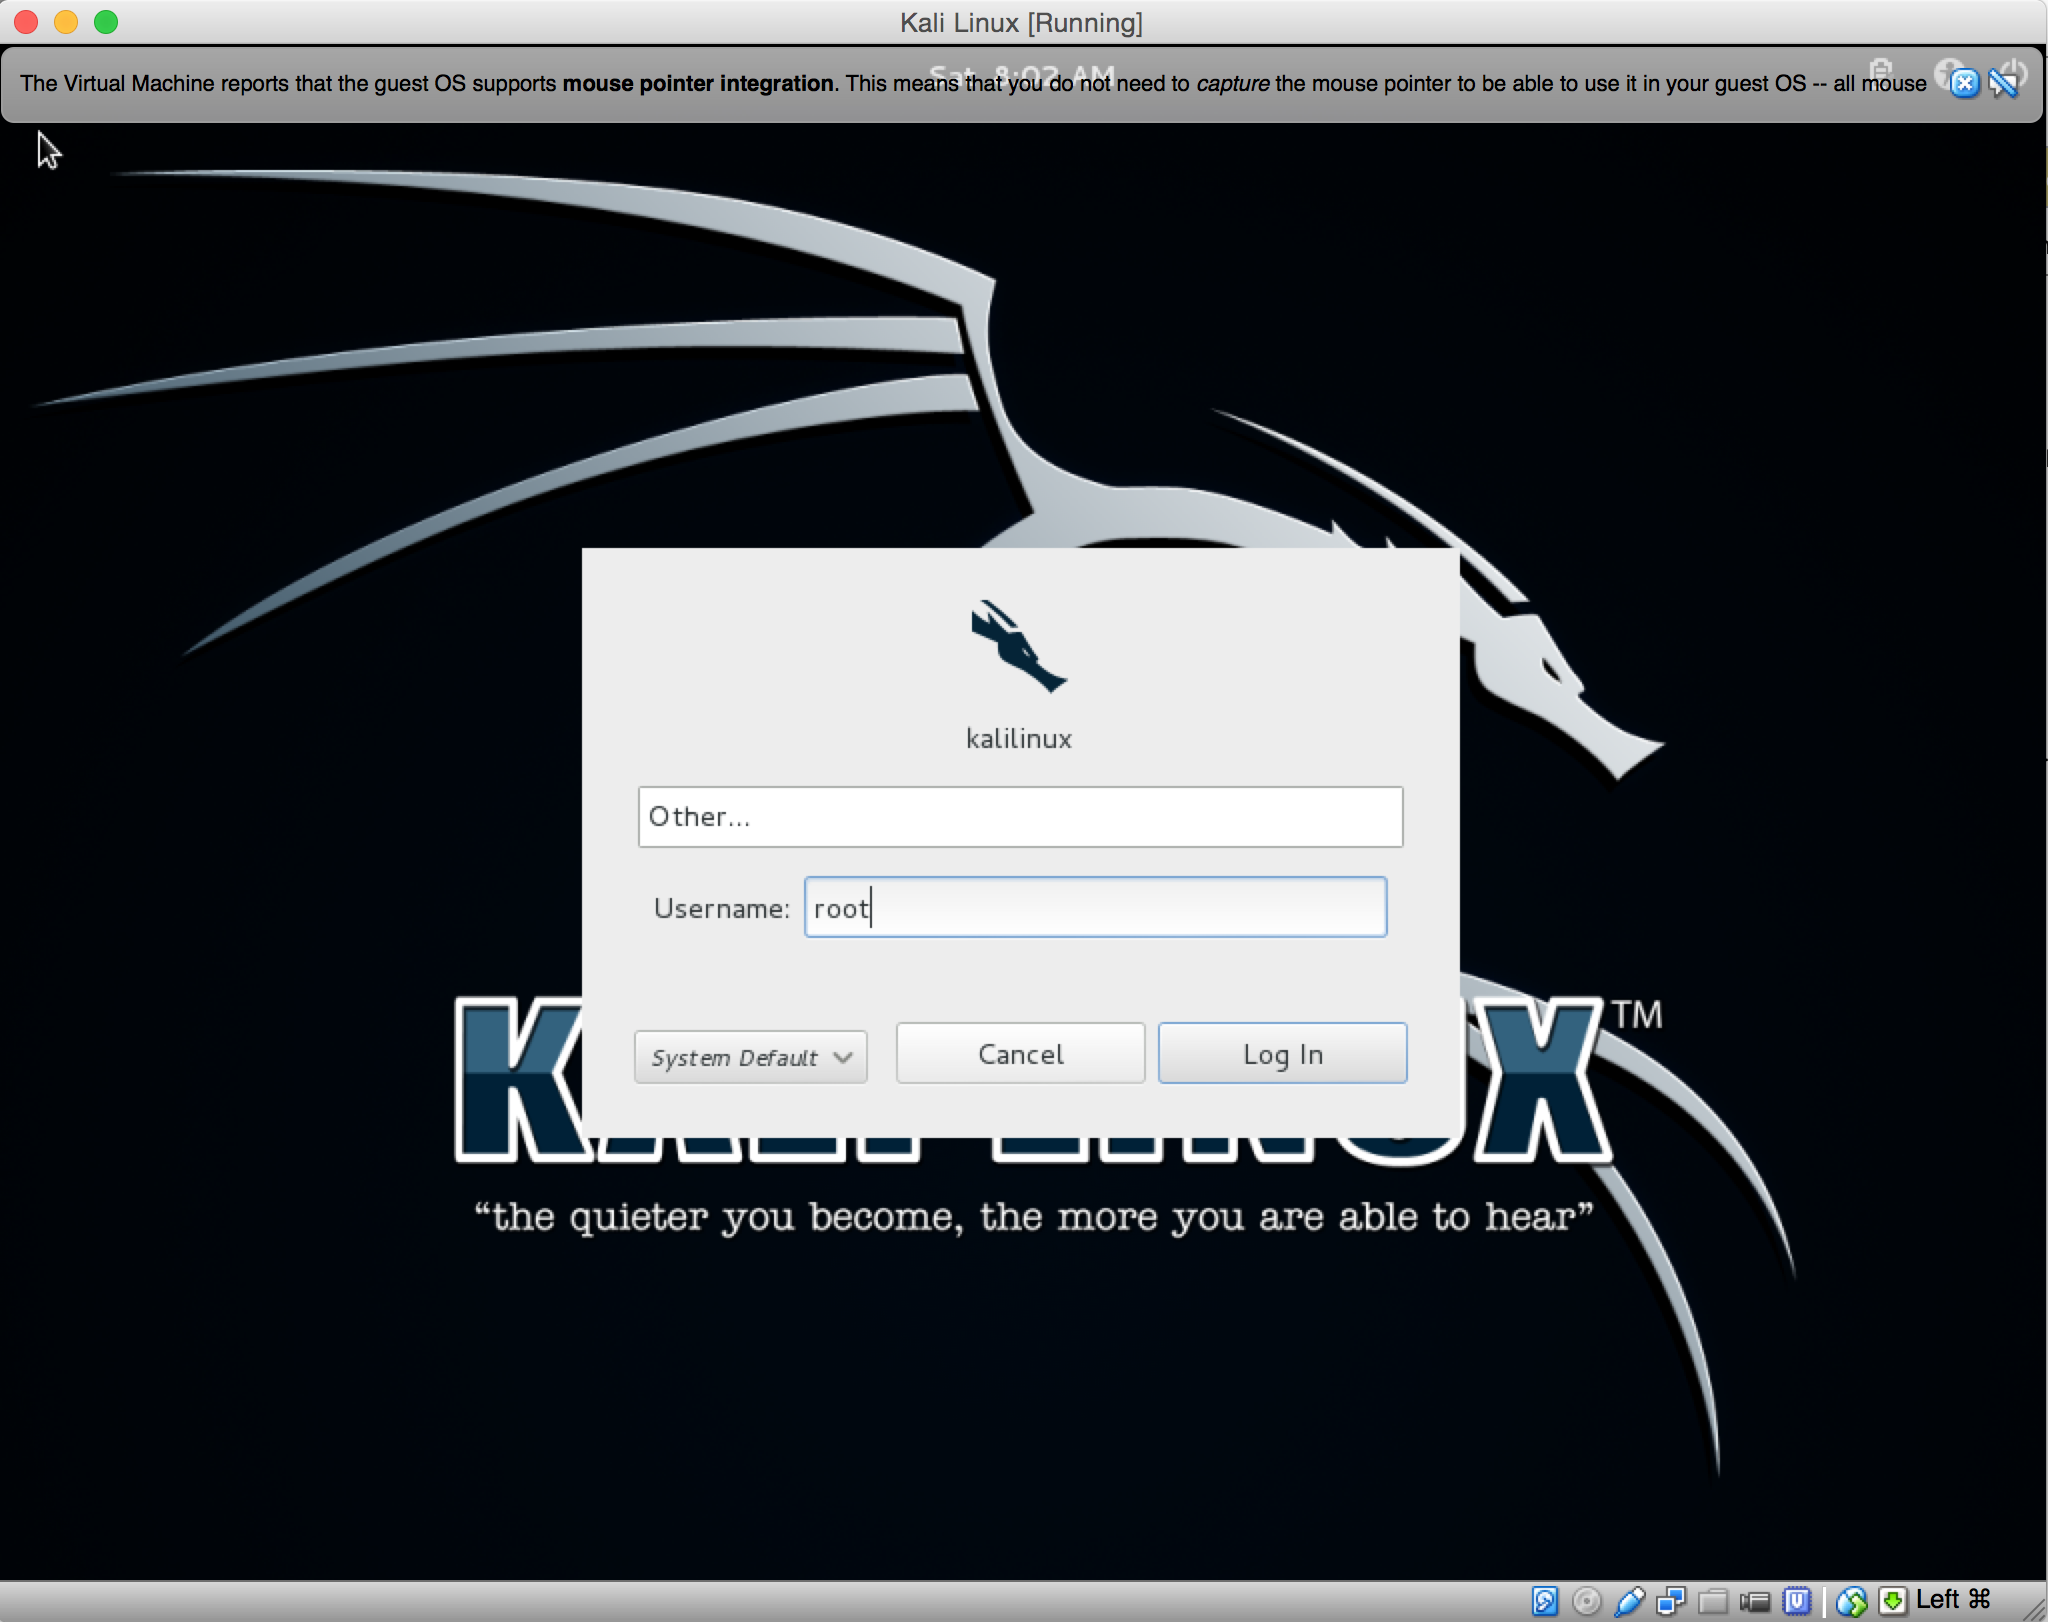 Kali Linux [Running]
The Virtual Machine reports that the guest OS supports mouse pointer integration. This means that you do not need to capture the mouse pointer to be able to use it in your guest OS -- all mouse
Sat 8:02 AM
kalilinux
Other...
Username: root
System Default Cancel Log In
TM
“the quieter you become, the more you are able to hear”
Left ⌘